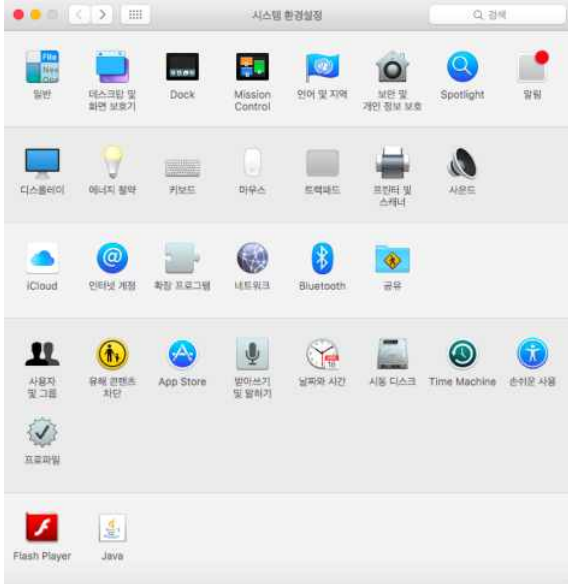 시스템 환경설정
검색
File
New
일반
데스크탑 및
화면 보호기
Dock
Mission
Control
언어 및 지역
보안 및
개인 정보 보호
Spotlight
알림
디스플레이
에너지 절약
키보드
마우스
트랙패드
프린터 및
스캐너
사운드
iCloud
인터넷 계정
확장 프로그램
네트워크
Bluetooth
공유
사용자
및 그룹
유해 콘텐츠
차단
App Store
받아쓰기
및 말하기
18
날짜와 시간
시동 디스크
Time Machine
손쉬운 사용
프로파일
Flash Player
Java